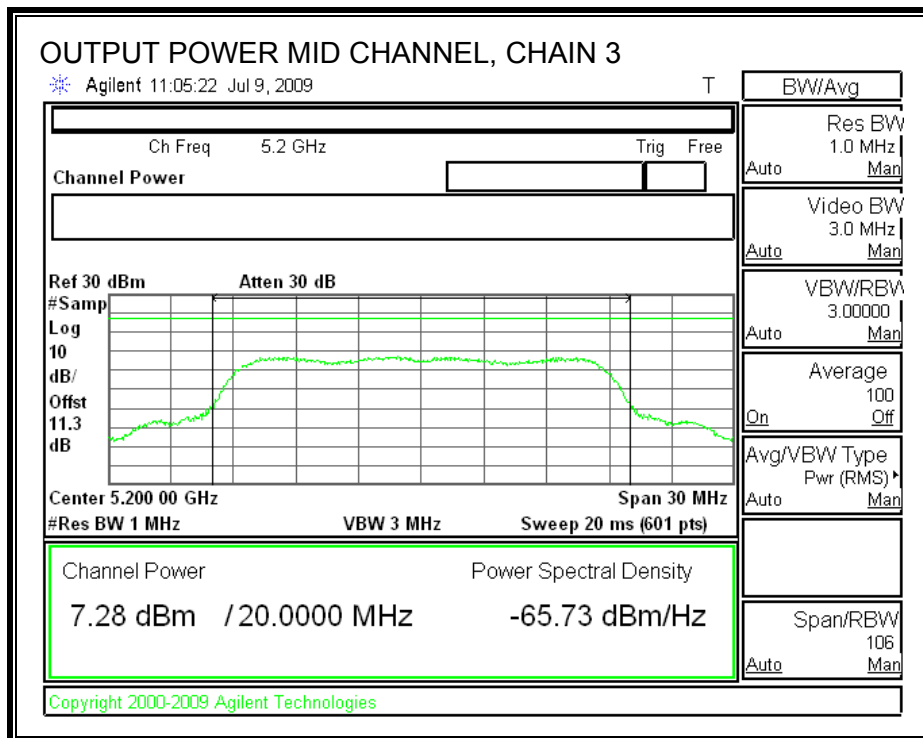 OUTPUT POWER MID CHANNEL, CHAIN 3
Agilent 11:05:22 Jul 9, 2009 T
Ch Freq 5.2 GHz Trig Free
Channel Power
Ref 30 dBm Atten 30 dB
#Samp
Log
10
dB/
Offst
11.3
dB
Center 5.200 00 GHz Span 30 MHz
#Res BW 1 MHz VBW 3 MHz Sweep 20 ms (601 pts)
Channel Power Power Spectral Density
7.28 dBm /20.0000 MHz -65.73 dBm/Hz
Copyright 2000-2009 Agilent Technologies
BW/Avg
Res BW
1.0 MHz
Auto Man
Video BW
3.0 MHz
Auto Man
VBW/RBW
3.00000
Auto Man
Average
100
On Off
Avg/VBW Type
Pwr (RMS)
Auto Man
Span/RBW
106
Auto Man